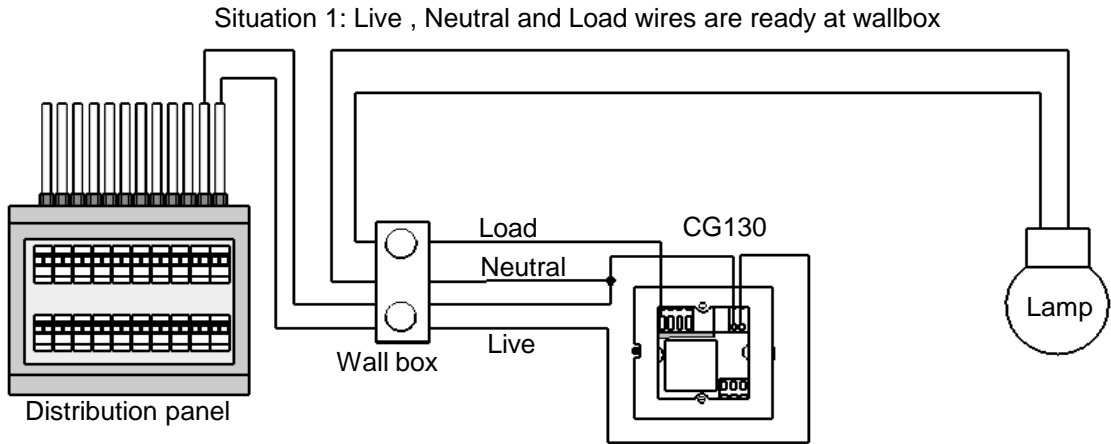 Situation 1: Live , Neutral and Load wires are ready at wallbox
Load
CG130
Neutral
Lamp
Live
Wall box
Distribution panel